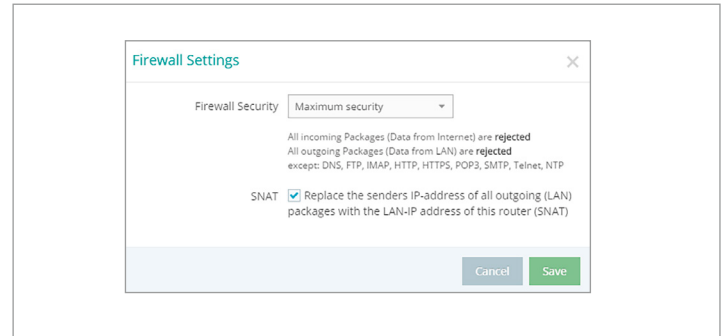 Firewall Settings
Firewall Security Maximum security
All incoming Packages (Data from Internet) are rejected
All outgoing Packages (Data from LAN) are rejected
except: DNS, FTP, IMAP, HTTP, HTTPS, POP3, SMTP, Telnet, NTP
SNAT Replace the senders IP-address of all outgoing (LAN)
packages with the LAN-IP address of this router (SNAT)
Cancel Save